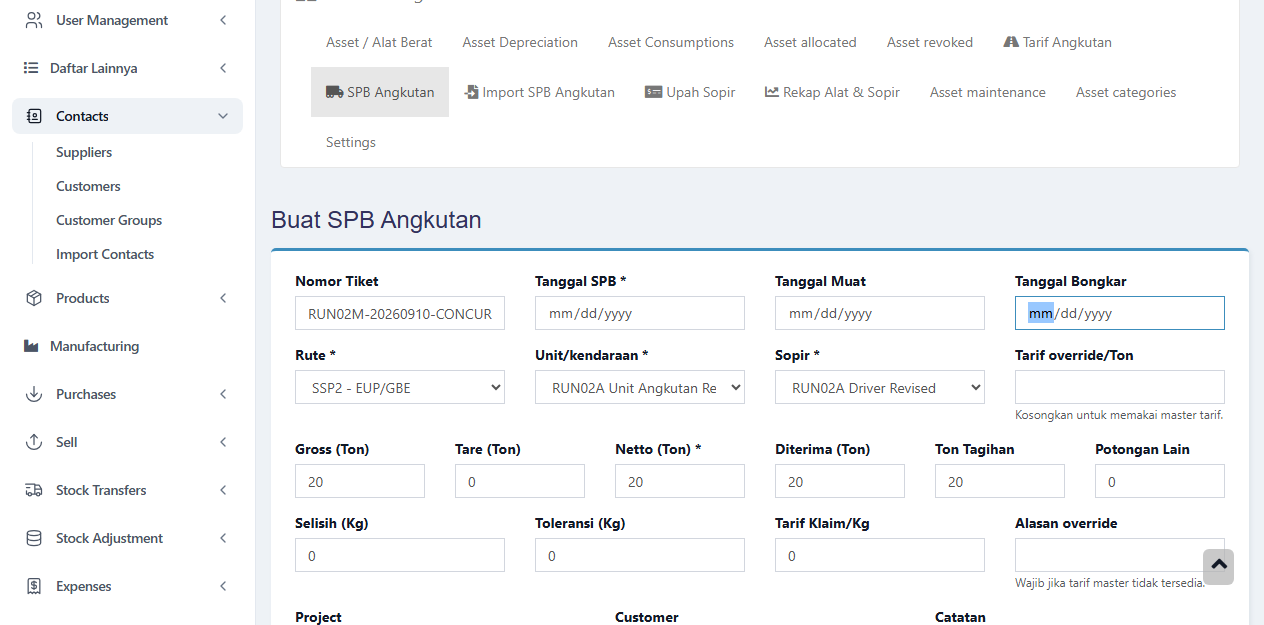 User Management
Daftar Lainnya
Contacts
Suppliers
Customers
Customer Groups
Import Contacts
Products
Manufacturing
Purchases
Sell
Stock Transfers
Stock Adjustment
Expenses
Asset / Alat Berat Asset Depreciation Asset Consumptions Asset allocated Asset revoked Tarif Angkutan
SPB Angkutan Import SPB Angkutan Upah Sopir Rekap Alat & Sopir Asset maintenance Asset categories
Settings
Buat SPB Angkutan
Nomor Tiket Tanggal SPB * Tanggal Muat Tanggal Bongkar
RUN02M-20260910-CONCUR mm/dd/yyyy mm/dd/yyyy mm/dd/yyyy
Rute * Unit/kendaraan * Sopir * Tarif override/Ton
SSP2 - EUP/GBE RUN02A Unit Angkutan Re RUN02A Driver Revised
Kosongkan untuk memakai master tarif.
Gross (Ton) Tare (Ton) Netto (Ton) * Diterima (Ton) Ton Tagihan Potongan Lain
20 0 20 20 20 0
Selisih (Kg) Toleransi (Kg) Tarif Klaim/Kg Alasan override
0 0 0
Wajib jika tarif master tidak tersedia.
Project Customer Catatan